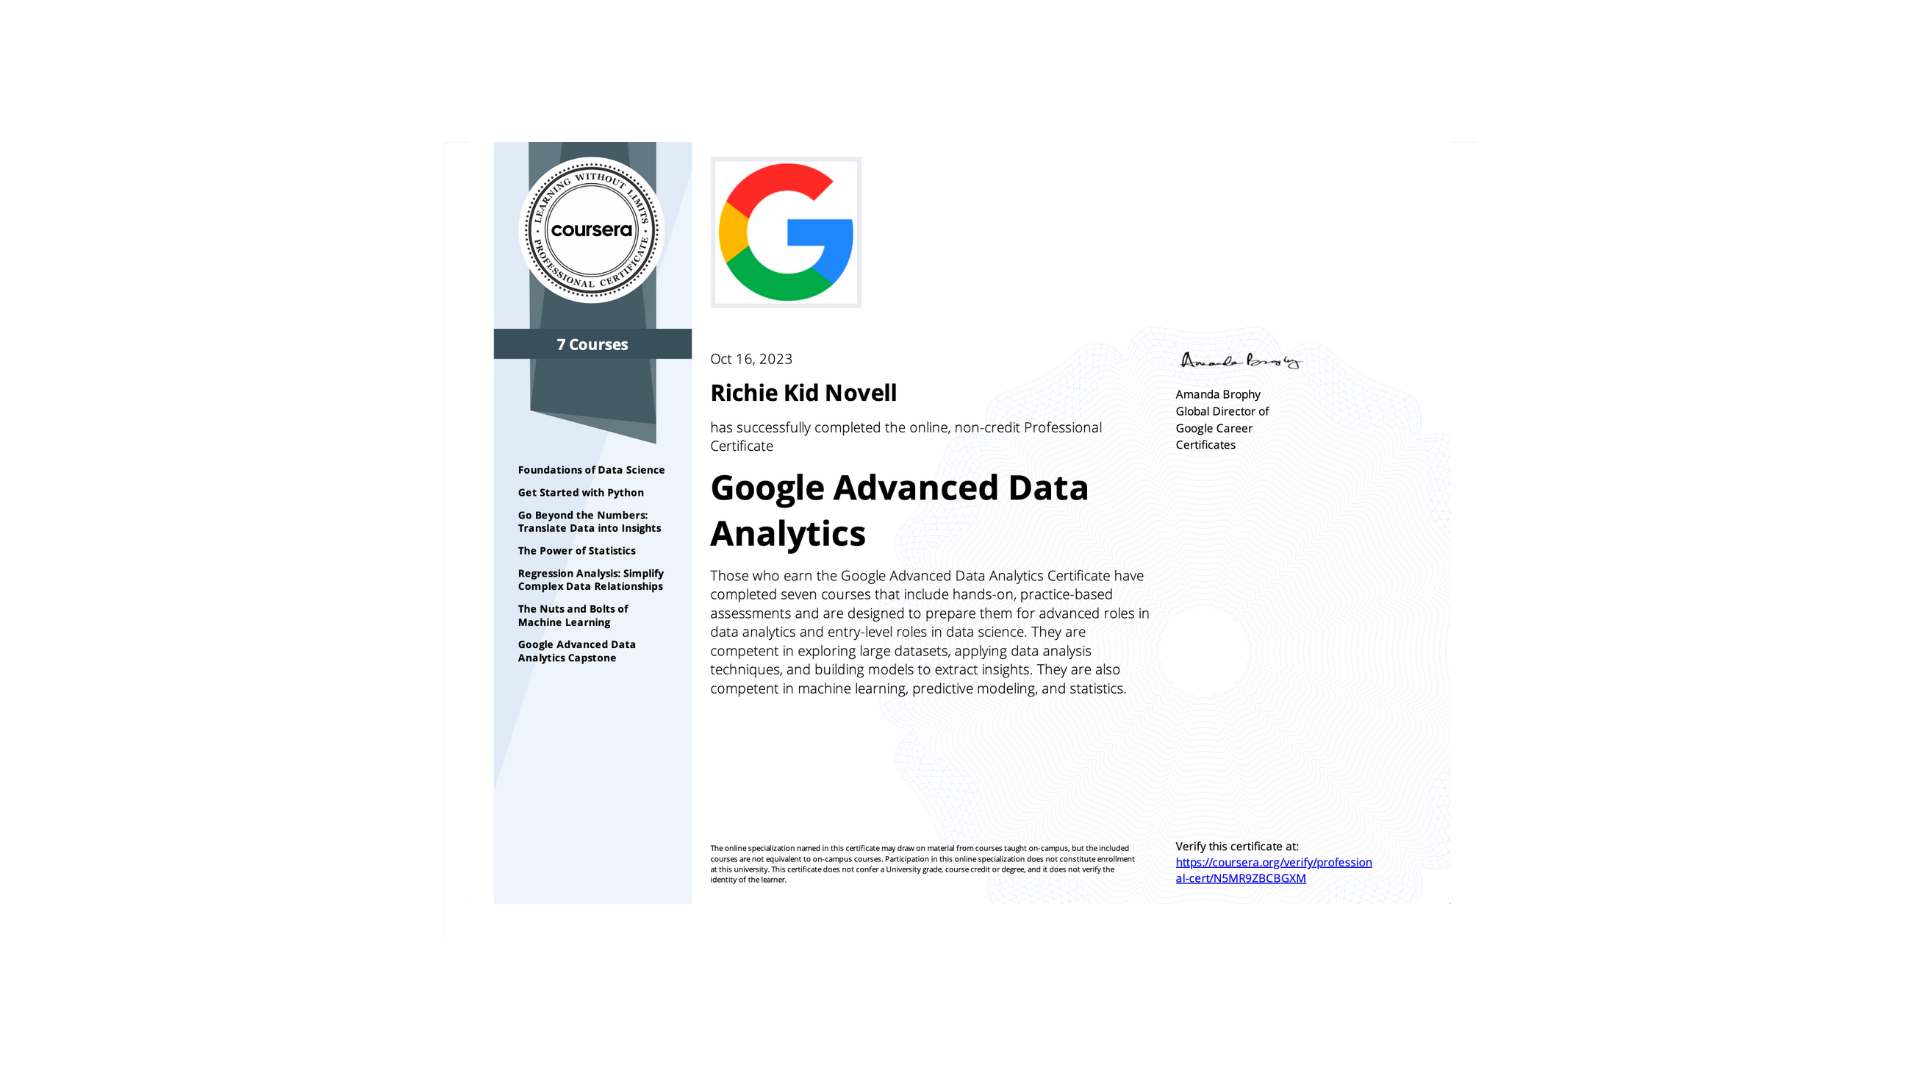 LEARNING WITHOUT LIMITS
coursera
PROFESSIONAL CERTIFICATE
7 Courses
Foundations of Data Science
Get Started with Python
Go Beyond the Numbers:
Translate Data into Insights
The Power of Statistics
Regression Analysis: Simplify
Complex Data Relationships
The Nuts and Bolts of
Machine Learning
Google Advanced Data
Analytics Capstone
G
Oct 16, 2023
Richie Kid Novell
has successfully completed the online, non-credit Professional
Certificate
Google Advanced Data
Analytics
Those who earn the Google Advanced Data Analytics Certificate have
completed seven courses that include hands-on, practice-based
assessments and are designed to prepare them for advanced roles in
data analytics and entry-level roles in data science. They are
competent in exploring large datasets, applying data analysis
techniques, and building models to extract insights. They are also
competent in machine learning, predictive modeling, and statistics.
The online specialization named in this certificate may draw on material from courses taught on-campus, but the included
courses are not equivalent to on-campus courses. Participation in this online specialization does not constitute enrollment
at this university. This certificate does not confer a University grade, course credit or degree, and it does not verify the
identity of the learner.
Amanda Brophy
Amanda Brophy
Global Director of
Google Career
Certificates
Verify this certificate at:
https://coursera.org/verify/profession
al-cert/N5MR9ZBCBGXM